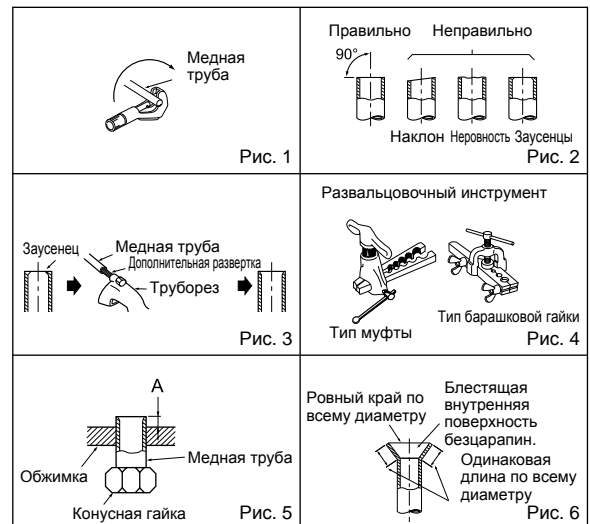 Медная
труба
Рис. 1
Правильно
Неправильно
90°
Наклон Неровность Заусенцы
Рис. 2
Заусенец
Медная труба
Дополнительная развертка
Труборез
Рис. 3
Развальцовочный инструмент
Тип муфты
Тип барашковой гайки
Рис. 4
A
Медная труба
Обжимка
Конусная гайка
Рис. 5
Ровный край по
всему диаметру
Блестящая
внутренняя
поверхность
безцарапин.
Одинаковая
длина по всему
диаметру
Рис. 6